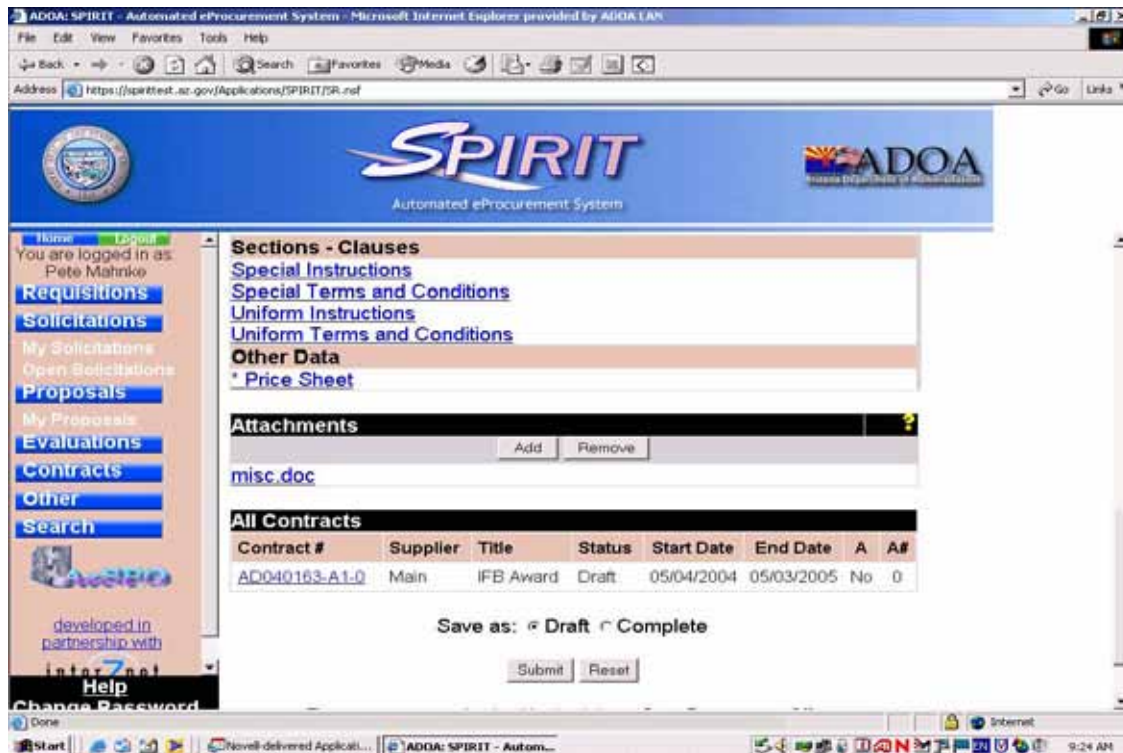 ADOA: SPIRIT - Automated eProcurement System - Microsoft Internet Explorer provided by ADOA LAN
File Edit View Favorites Tools Help
Back Search Favorites Media
Address https://spirittest.az.gov/Applications/SPIRIT/SR.nsf Go Links
SPIRIT
Automated eProcurement System
ADOA
Home Logout
You are logged in as:
Pete Mahnke
Requisitions
Solicitations
My Solicitations
Open Solicitations
Proposals
My Proposals
Evaluations
Contracts
Other
Search
developed in
partnership with
Help
Change Password
Sections - Clauses
Special Instructions
Special Terms and Conditions
Uniform Instructions
Uniform Terms and Conditions
Other Data
* Price Sheet
Attachments ?
Add Remove
misc.doc
All Contracts
Contract # Supplier Title Status Start Date End Date A A#
AD040163-A1-0 Main IFB Award Draft 05/04/2004 05/03/2005 No 0
Save as: Draft Complete
Submit Reset
Done Internet
Start Novell-delivered Applicati... ADOA: SPIRIT - Autom... 9:24 AM